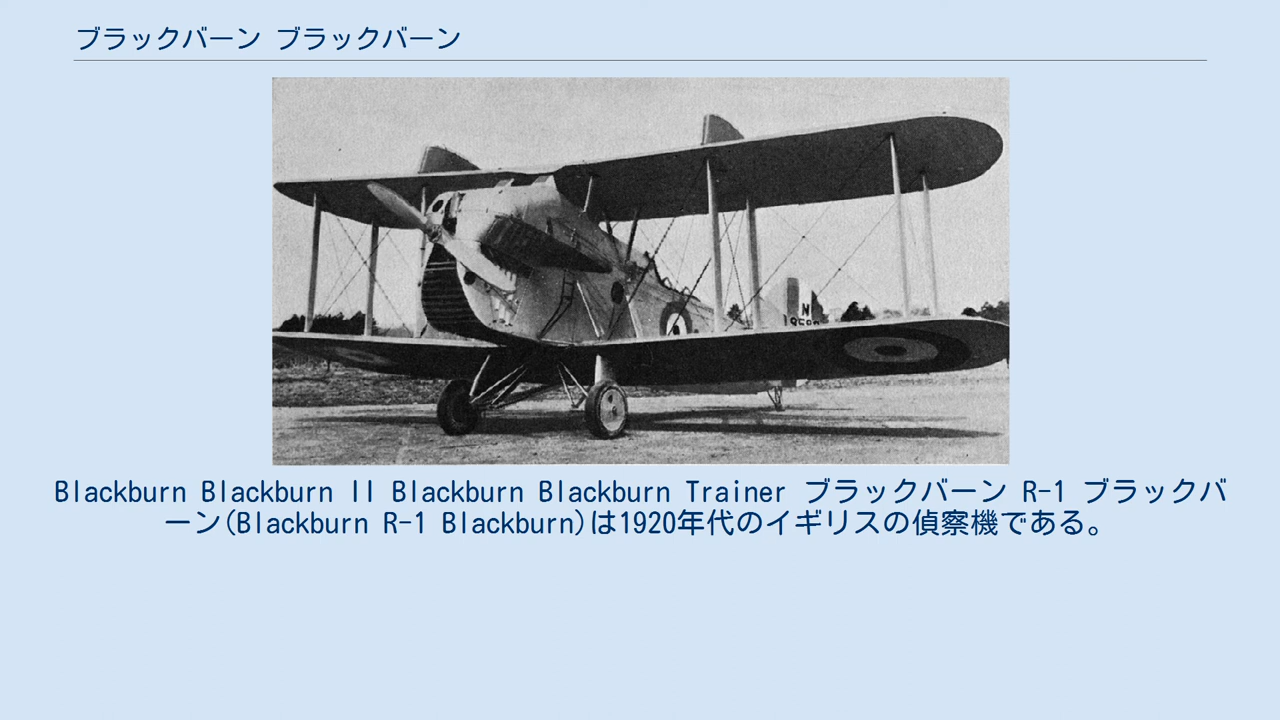 ブラックバーン ブラックバーン
N
Blackburn Blackburn II Blackburn Blackburn Trainer ブラックバーン R-1 ブラックバ
ーン(Blackburn R-1 Blackburn)は1920年代のイギリスの偵察機である。